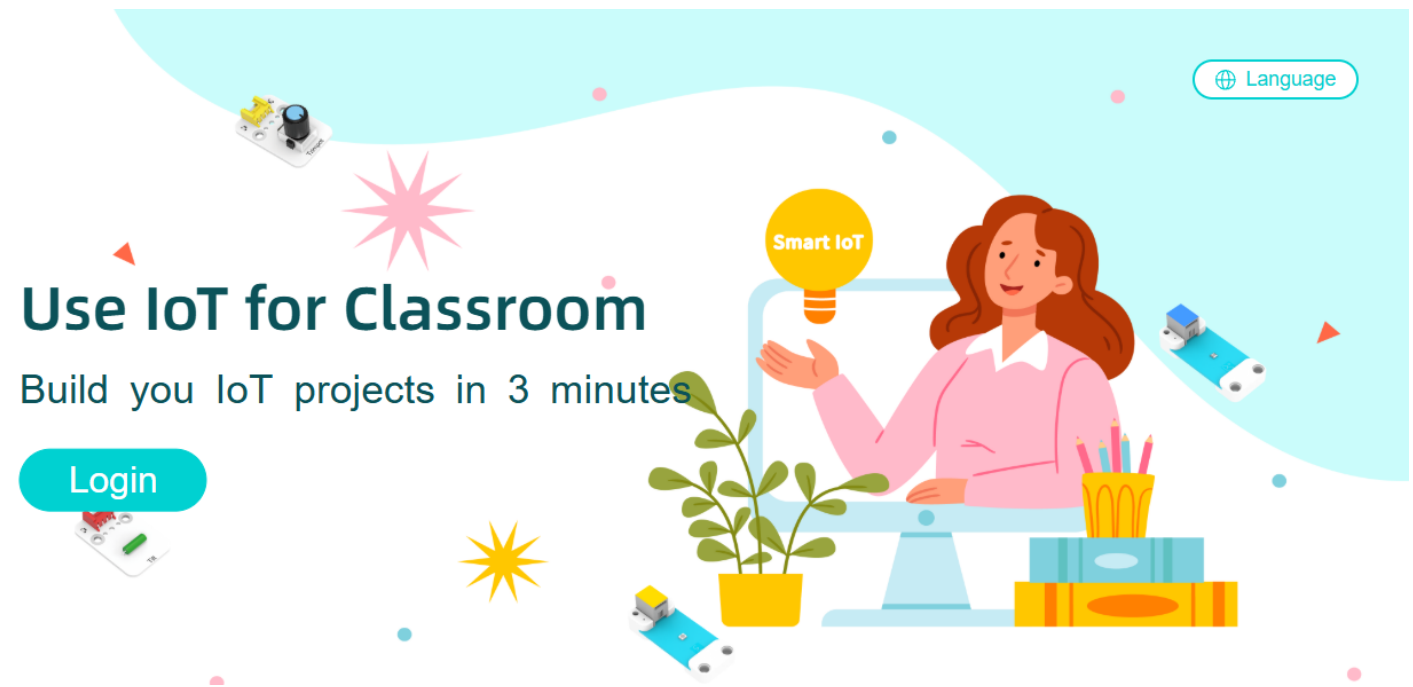 Language
Smart IoT
Use IoT for Classroom
Build you IoT projects in 3 minutes
Login